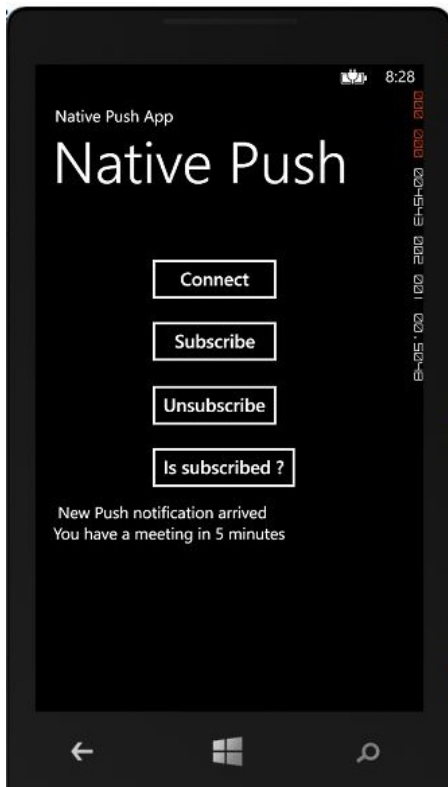 8:28
Native Push App
Native Push
Connect
Subscribe
Unsubscribe
Is subscribed ?
New Push notification arrived
You have a meeting in 5 minutes